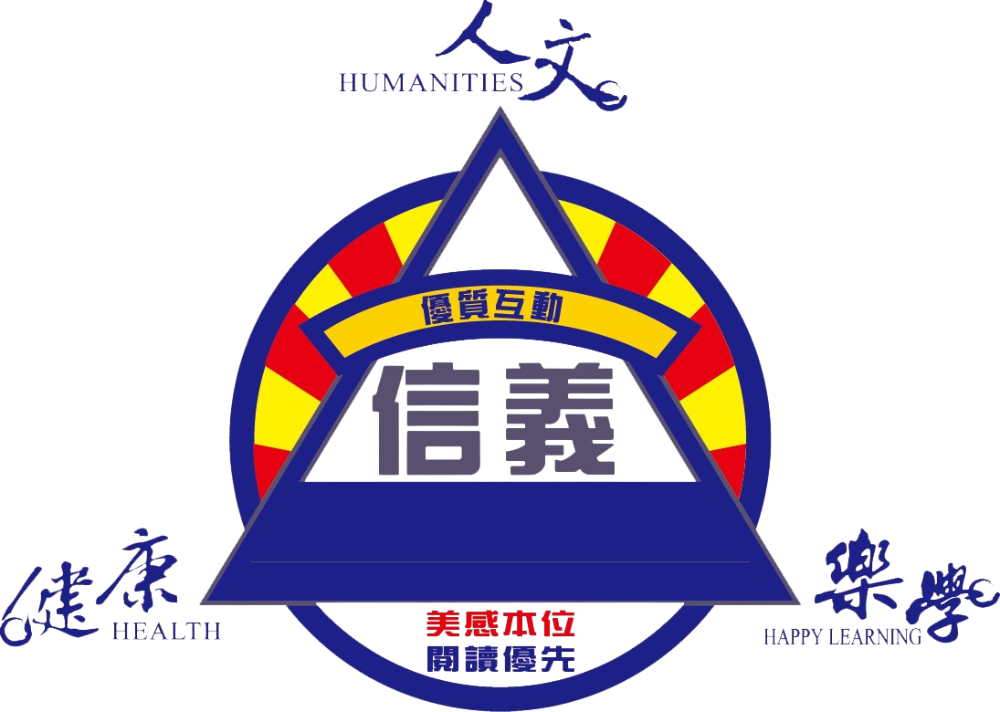 人文
HUMANITIES
優質互動
信義
健康
HEALTH
樂學
HAPPY LEARNING
美感本位
閱讀優先